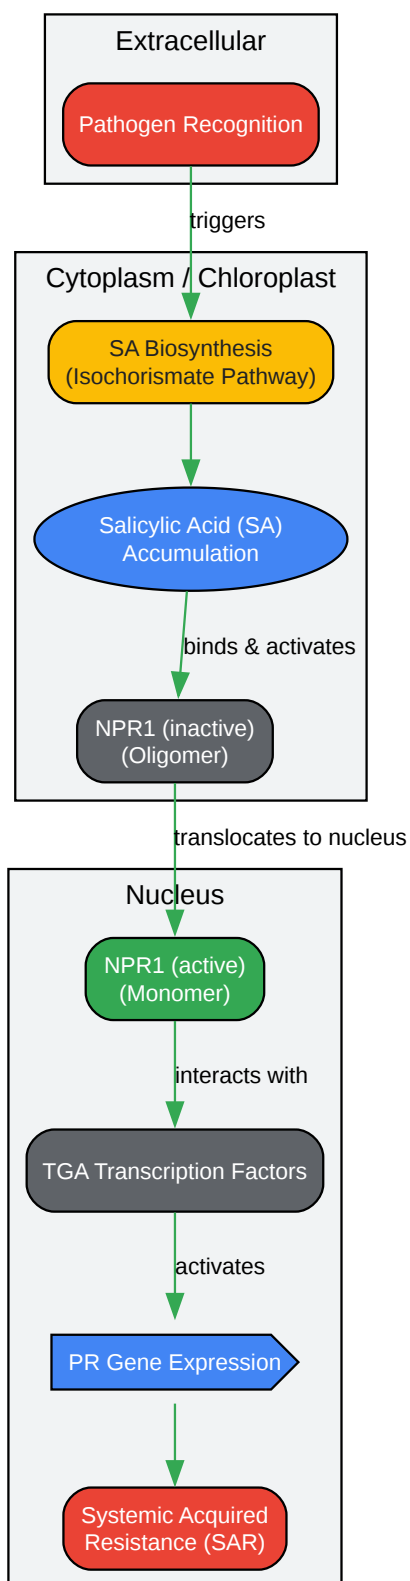 Extracellular
Pathogen Recognition
triggers
Cytoplasm / Chloroplast
SA Biosynthesis
(Isochorismate Pathway)
Salicylic Acid (SA)
Accumulation
binds & activates
NPR1 (inactive)
(Oligomer)
translocates to nucleus
Nucleus
NPR1 (active)
(Monomer)
interacts with
TGA Transcription Factors
activates
PR Gene Expression
Systemic Acquired
Resistance (SAR)